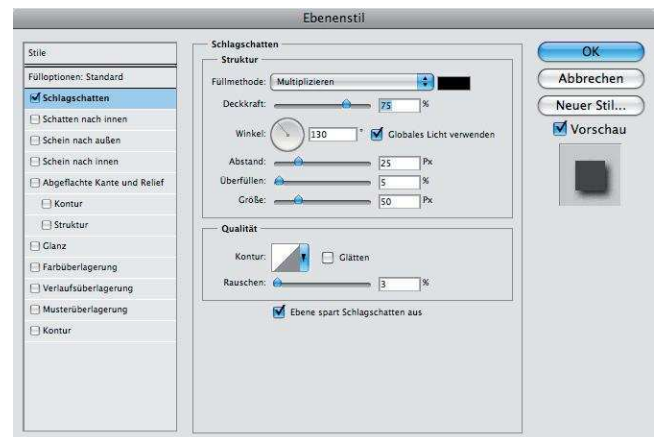 Ebenenstil
Stile
Fülloptionen: Standard
Schlagschatten
Schatten nach innen
Schein nach außen
Schein nach innen
Abgeflachte Kante und Relief
Kontur
Struktur
Glanz
Farbüberlagerung
Verlaufsüberlagerung
Musterüberlagerung
Kontur
Schlagschatten
Struktur
Füllmethode: Multiplizieren
Deckkraft: 75 %
Winkel: 130 ° Globales Licht verwenden
Abstand: 25 Px
Überfüllen: 5 %
Größe: 50 Px
Qualität
Kontur: Glätten
Rauschen: 3 %
Ebene spart Schlagschatten aus
OK
Abbrechen
Neuer Stil...
Vorschau